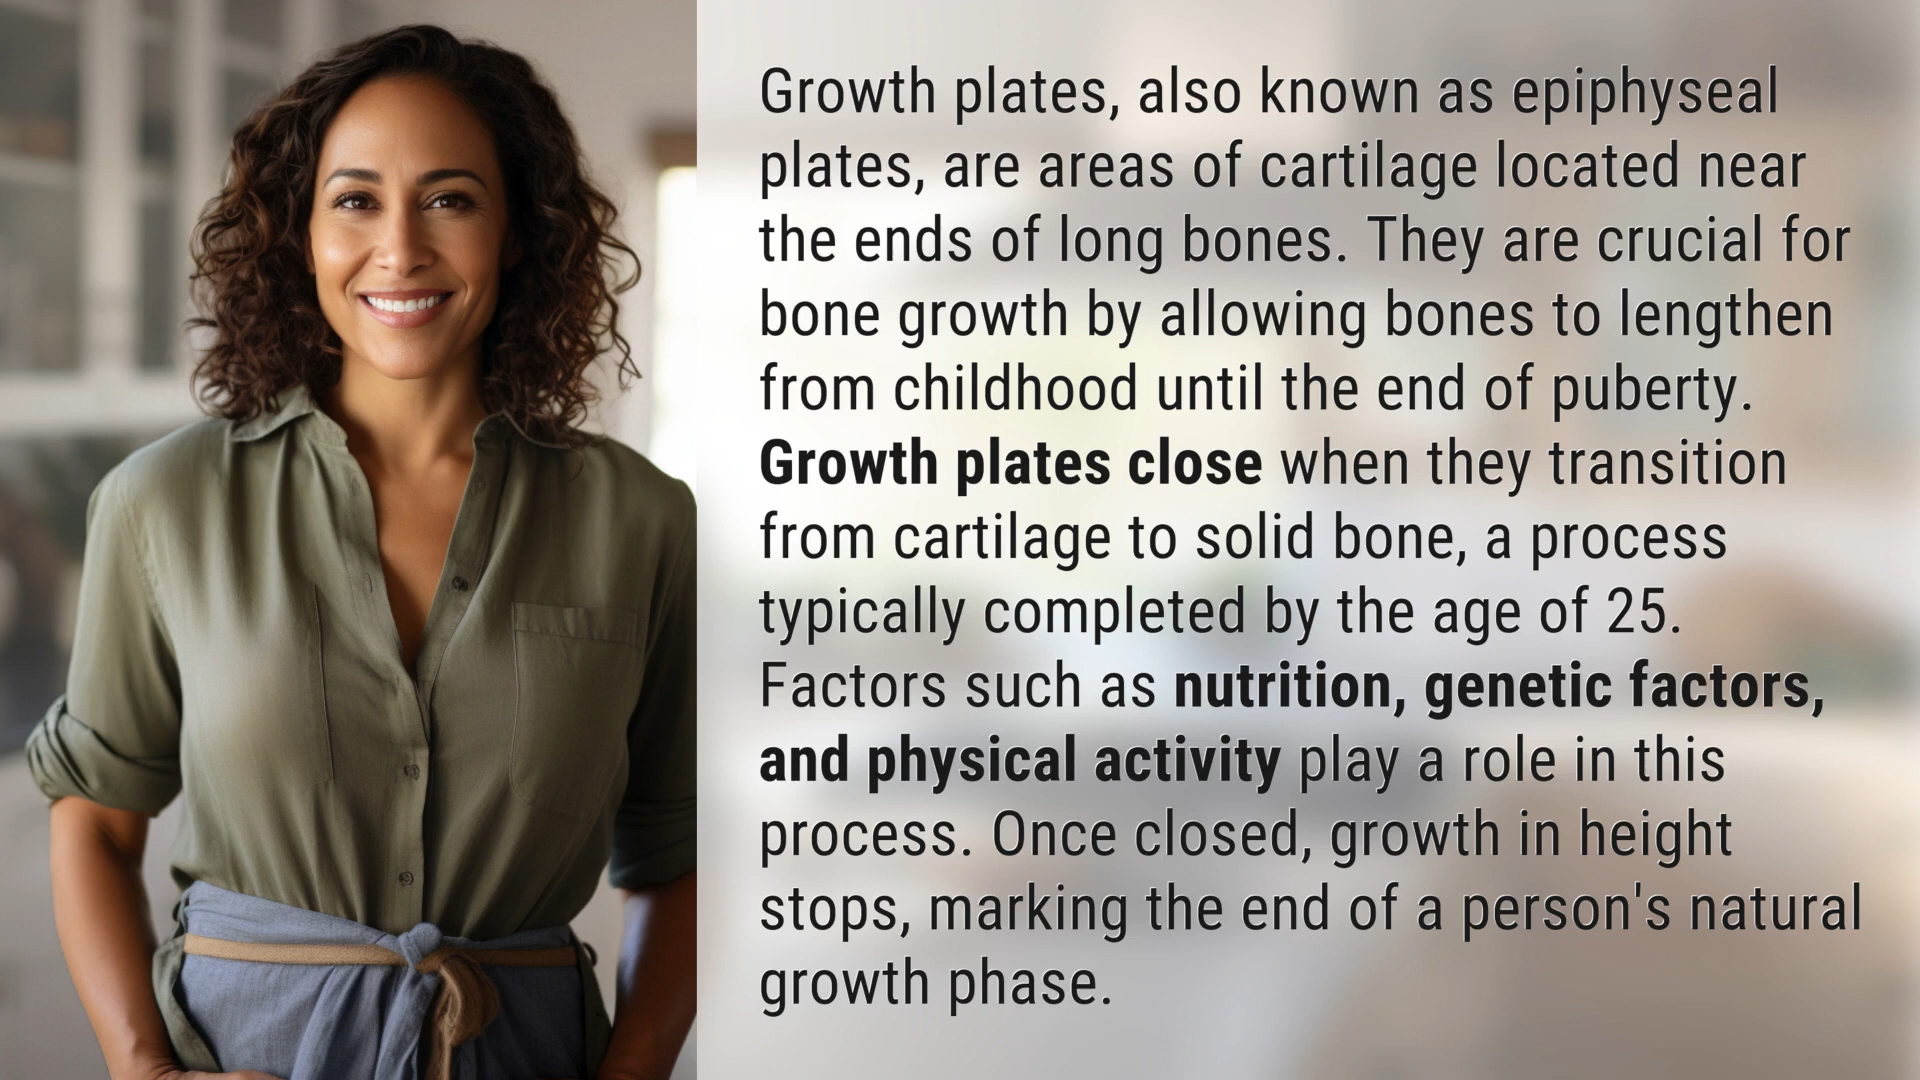 Growth plates, also known as epiphyseal
plates, are areas of cartilage located near
the ends of long bones. They are crucial for
bone growth by allowing bones to lengthen
from childhood until the end of puberty.
Growth plates close when they transition
from cartilage to solid bone, a process
typically completed by the age of 25.
Factors such as nutrition, genetic factors,
and physical activity play a role in this
process. Once closed, growth in height
stops, marking the end of a person's natural
growth phase.